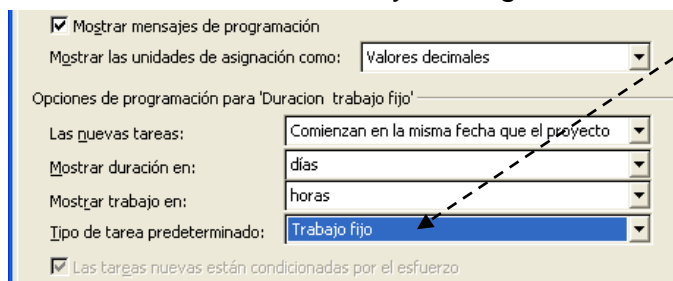 Mostrar mensajes de programación
Mostrar las unidades de asignación como: Valores decimales
Opciones de programación para 'Duracion trabajo fijo'
Las nuevas tareas: Comienzan en la misma fecha que el proyecto
Mostrar duración en: días
Mostrar trabajo en: horas
Tipo de tarea predeterminado: Trabajo fijo
Las tareas nuevas están condicionadas por el esfuerzo